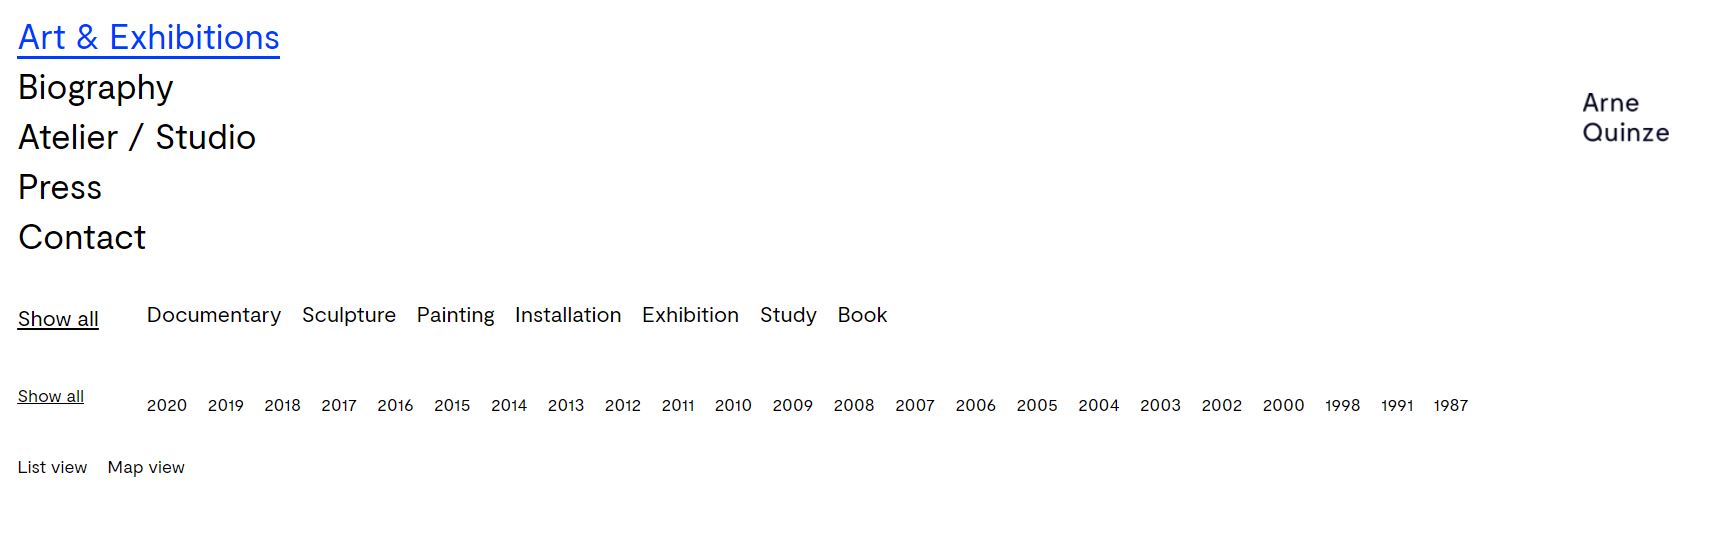 Art & Exhibitions
Biography
Atelier / Studio
Press
Contact
Arne
Quinze
Show all Documentary Sculpture Painting Installation Exhibition Study Book
Show all 2020 2019 2018 2017 2016 2015 2014 2013 2012 2011 2010 2009 2008 2007 2006 2005 2004 2003 2002 2000 1998 1991 1987
List view Map view